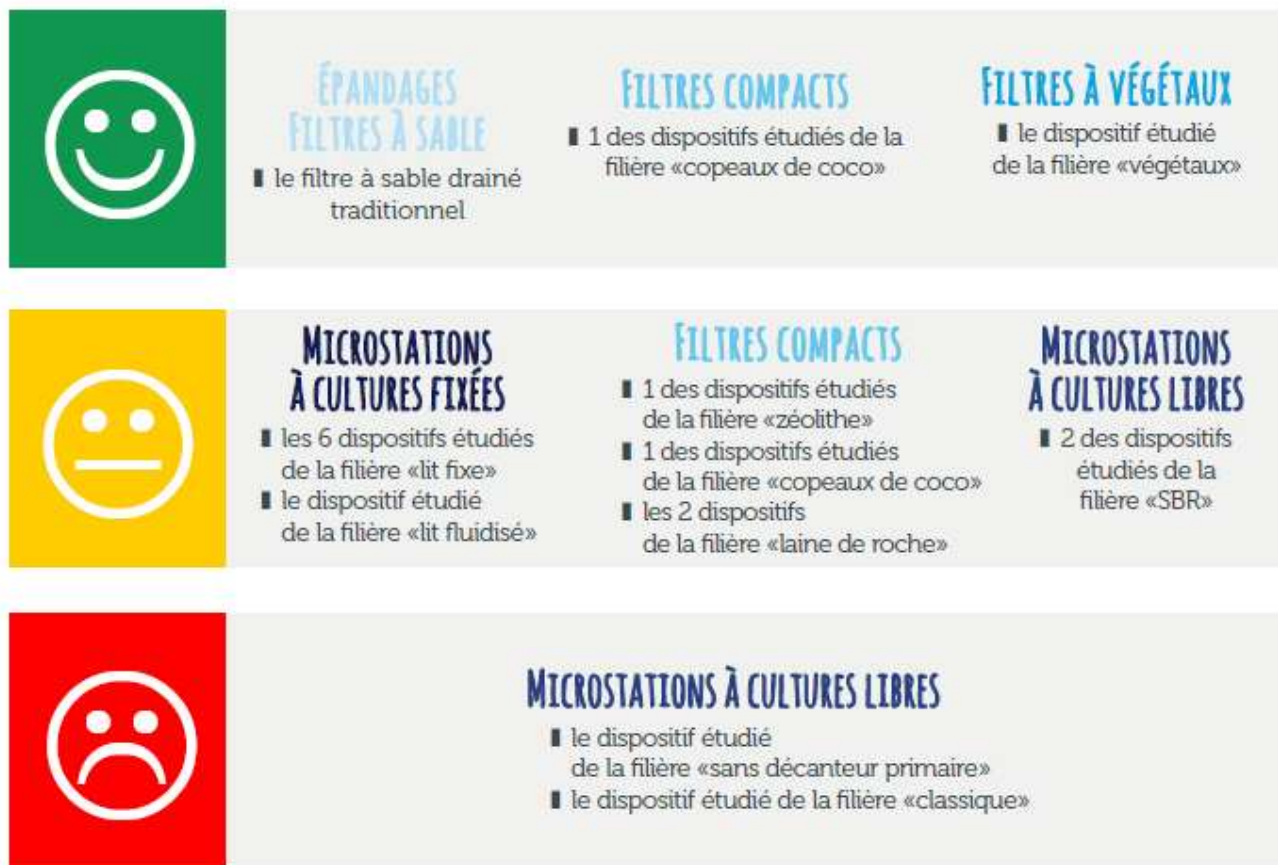 ÉPANDAGES
FILTRES À SABLE
le filtre à sable drainé
traditionnel
FILTRES COMPACTS
1 des dispositifs étudiés de la
filière «copeaux de coco»
FILTRES À VÉGÉTAUX
le dispositif étudié
de la filière «végétaux»
MICROSTATIONS
À CULTURES FIXÉES
les 6 dispositifs étudiés
de la filière «lit fixe»
le dispositif étudié
de la filière «lit fluidisé»
FILTRES COMPACTS
1 des dispositifs étudiés
de la filière «zéolithe»
1 des dispositifs étudiés
de la filière «copeaux de coco»
les 2 dispositifs
de la filière «laine de roche»
MICROSTATIONS
À CULTURES LIBRES
2 des dispositifs
étudiés de la
filière «SBR»
MICROSTATIONS À CULTURES LIBRES
le dispositif étudié
de la filière «sans décanteur primaire»
le dispositif étudié de la filière «classique»